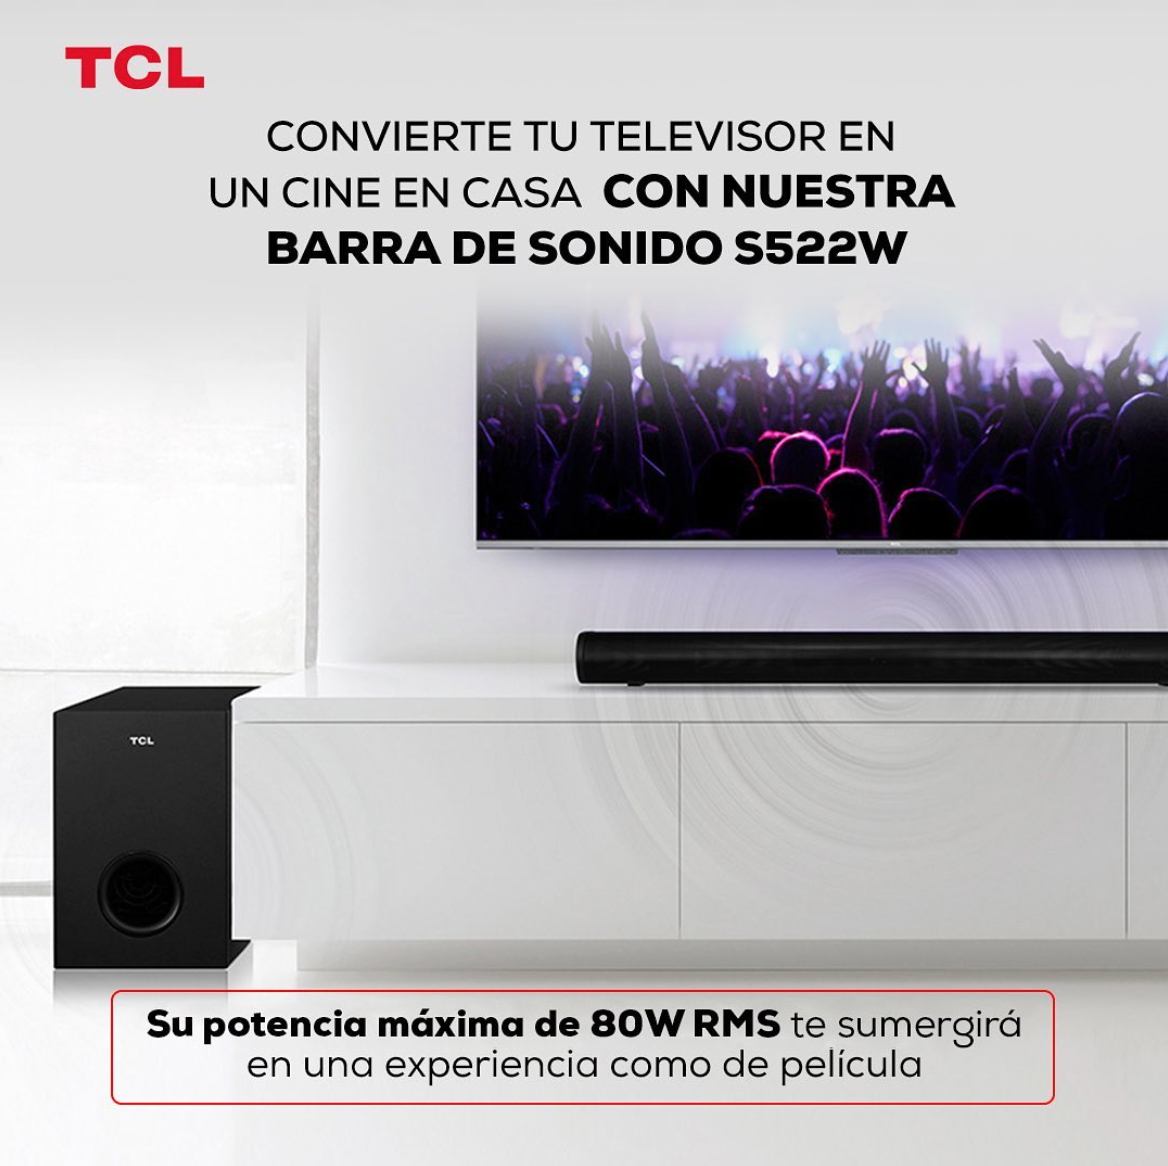 TCL
CONVIERTE TU TELEVISOR EN
UN CINE EN CASA CON NUESTRA
BARRA DE SONIDO S522W
TCL
Su potencia máxima de 80W RMS te sumergirá
en una experiencia como de película